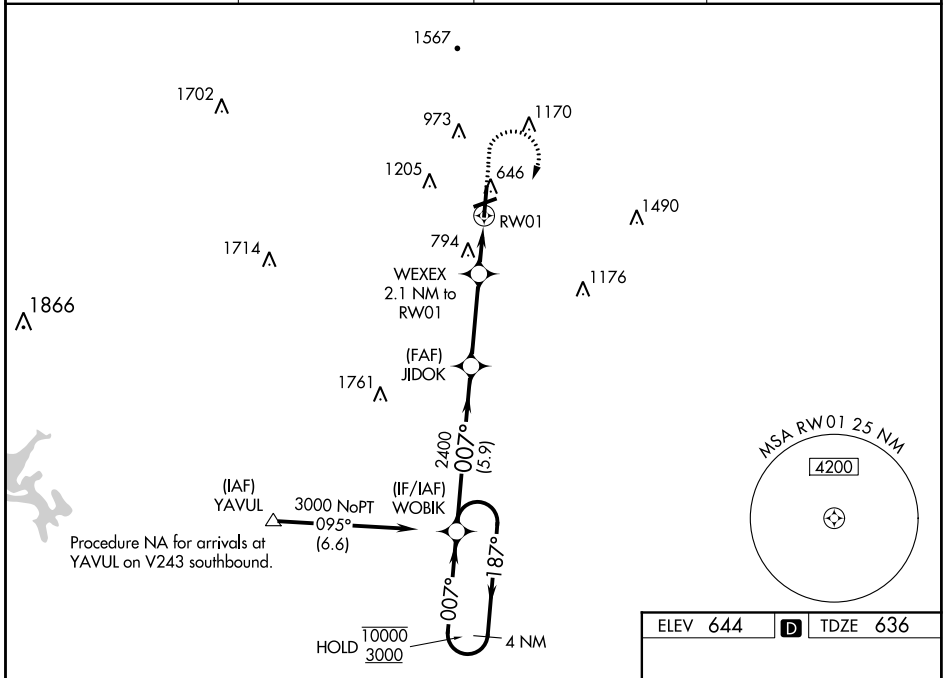 1567
1702
973
1170
1205
646
RW01
1490
794
1714
WEXEX
2.1 NM to
RW01
1176
1866
(FAF)
JIDOK
1761
MSA RW01 25 NM
4200
2400
007°
(5.9)
(IAF)
YAVUL
3000 NoPT
095°
(6.6)
(IF/IAF)
WOBIK
Procedure NA for arrivals at
YAVUL on V243 southbound.
007°
187°
HOLD 10000
3000
4 NM
ELEV 644 D TDZE 636